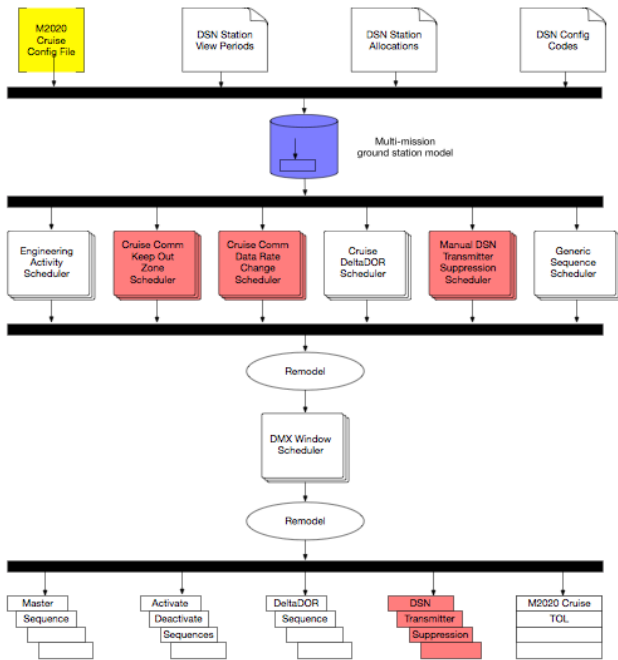 M2020
Cruise
Config File
DSN Station
View Periods
DSN Station
Allocations
DSN Config
Codes
Multi-mission
ground station model
Engineering
Activity
Scheduler
Cruise Comm
Keep Out
Zone
Scheduler
Cruise Comm
Data Rate
Change
Scheduler
Cruise
DeltaDOR
Scheduler
Manual DSN
Transmitter
Suppression
Scheduler
Generic
Sequence
Scheduler
Remodel
DMX Window
Scheduler
Remodel
Master
Sequence
Activate
Deactivate
Sequences
DeltaDOR
Sequence
DSN
Transmitter
Suppression
M2020 Cruise
TOL